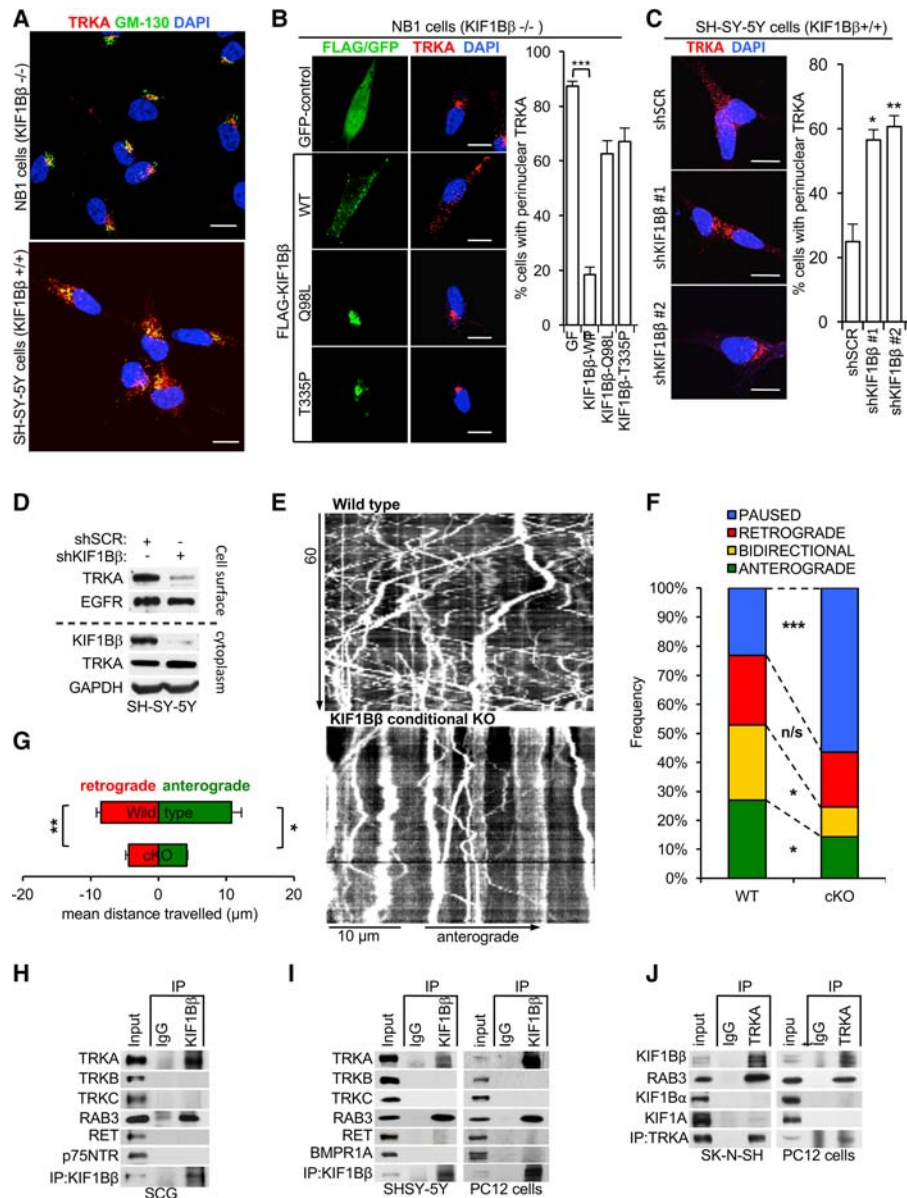 A
TRKA GM-130 DAPI
NB1 cells (KIF1Bβ -/-)
SH-SY-5Y cells (KIF1Bβ +/+)
B
NB1 cells (KIF1Bβ -/-)
FLAG/GFP
TRKA DAPI
GFP-control
WT
Q98L
T335P
FLAG-KIF1Bβ
% cells with perinuclear TRKA
100
80
60
40
20
0
***
GF
KIF1Bβ-WT
KIF1Bβ-Q98L
KIF1Bβ-T335P
C
SH-SY-5Y cells (KIF1Bβ+/+)
TRKA DAPI
shSCR
shKIF1Bβ #1
shKIF1Bβ #2
% cells with perinuclear TRKA
80
60
40
20
0
*
**
shSCR
shKIF1Bβ #1
shKIF1Bβ #2
D
shSCR: + -
shKIF1Bβ: - +
TRKA
EGFR
Cell surface
KIF1Bβ
TRKA
GAPDH
cytoplasm
SH-SY-5Y
E
Wild type
60
KIF1Bβ conditional KO
10 µm
anterograde
F
PAUSED
RETROGRADE
BIDIRECTIONAL
ANTEROGRADE
Frequency
100%
90%
80%
70%
60%
50%
40%
30%
20%
10%
0%
***
n/s
*
*
WT
cKO
G
retrograde anterograde
Wild type
cKO
**
*
-20 -10 0 10 20
mean distance travelled (µm)
H
IP
Input
IgG
KIF1Bβ
TRKA
TRKB
TRKC
RAB3
RET
p75NTR
IP:KIF1Bβ
SCG
I
IP IP
Input
IgG
KIF1Bβ
Input
IgG
KIF1Bβ
TRKA
TRKB
TRKC
RAB3
RET
BMPR1A
IP:KIF1Bβ
SHSY-5Y PC12 cells
J
IP IP
input
IgG
TRKA
inpu
IgG
TRKA
KIF1Bβ
RAB3
KIF1Bα
KIF1A
IP:TRKA
SK-N-SH PC12 cells